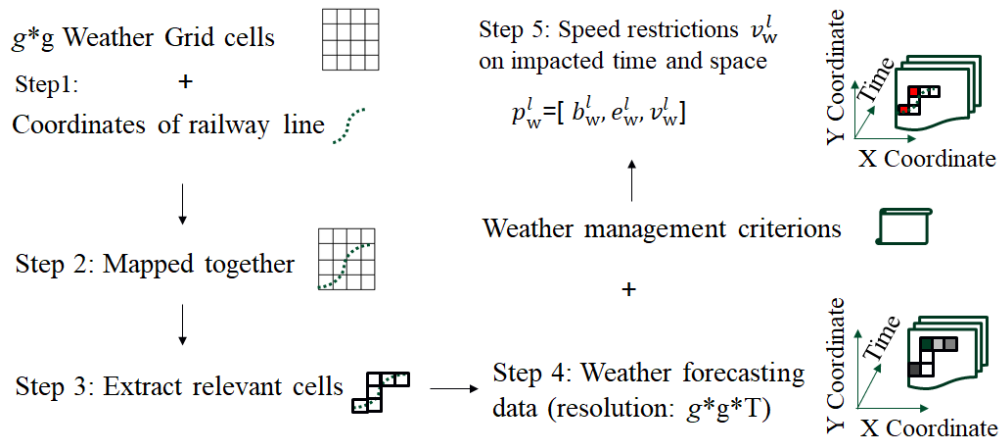 g*g Weather Grid cells
Step1:
+
Coordinates of railway line
Step 2: Mapped together
Step 3: Extract relevant cells
Step 4: Weather forecasting
data (resolution: g*g*T)
Y Coordinate
Time
X Coordinate
+
Weather management criterions
Step 5: Speed restrictions v_w^l
on impacted time and space
p_w^l=[ b_w^l, e_w^l, v_w^l]
Y Coordinate
Time
X Coordinate